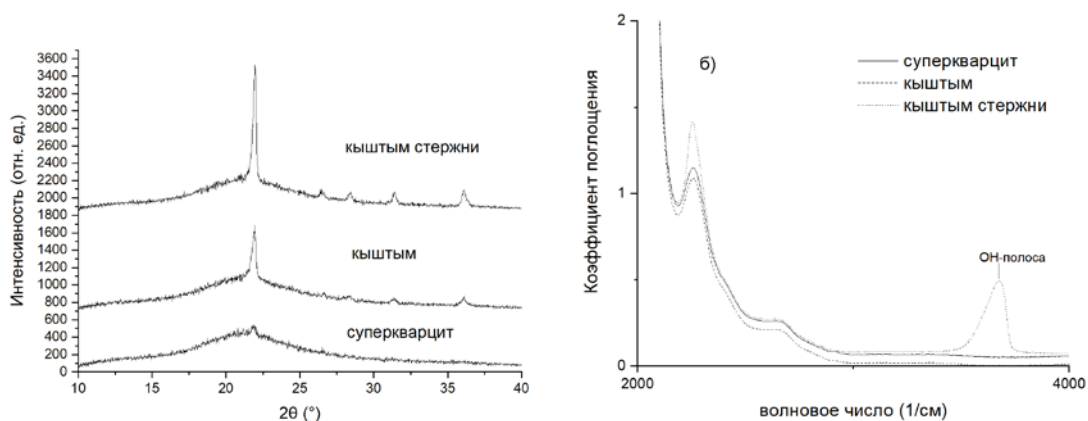 3600
3400
3200
3000
2800
2600
2400
2200
2000
1800
1600
1400
1200
1000
800
600
400
200
0
Интенсивность (отн. ед.)
кыштым стержни
кыштым
суперкварцит
10 15 20 25 30 35 40
2θ (°)
2
1
0
Коэффициент поглощения
б)
суперкварцит
кыштым
кыштым стержни
ОН-полоса
2000 4000
волновое число (1/см)